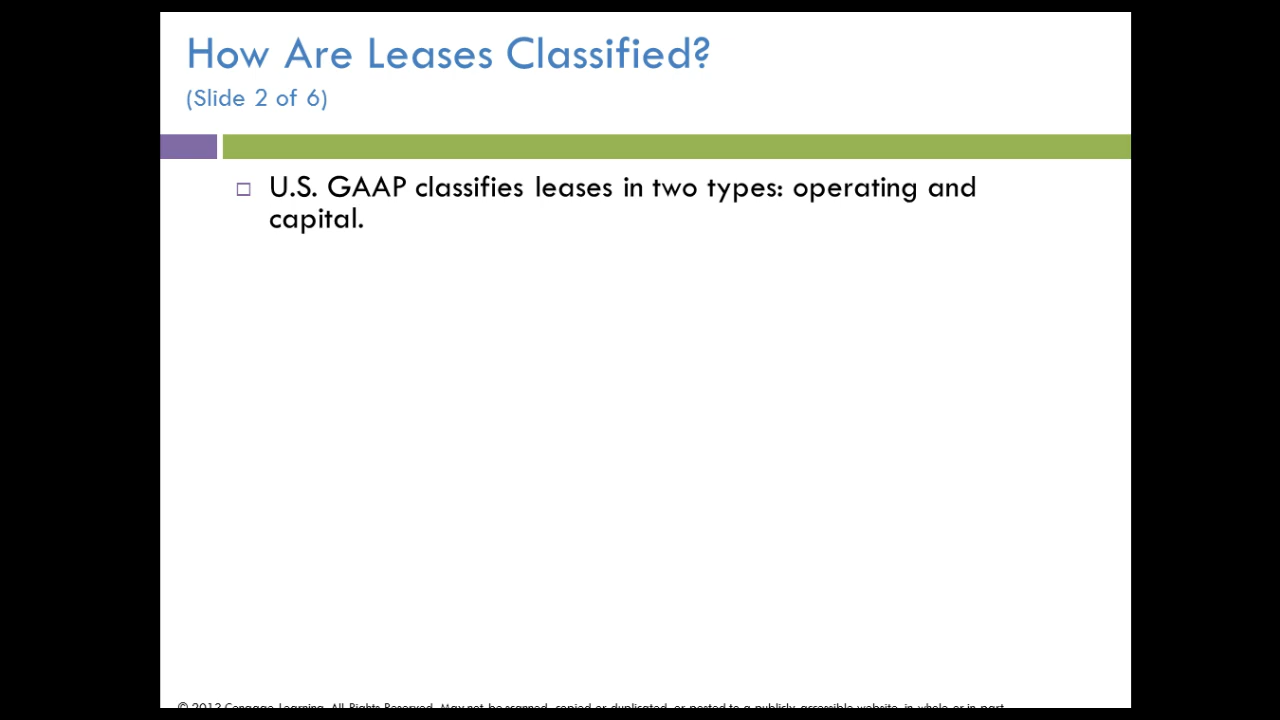 How Are Leases Classified?
(Slide 2 of 6)
U.S. GAAP classifies leases in two types: operating and
capital.
© 2013 Cengage Learning. All Rights Reserved. May not be scanned, copied or duplicated, or posted to a publicly accessible website, in whole or in part.